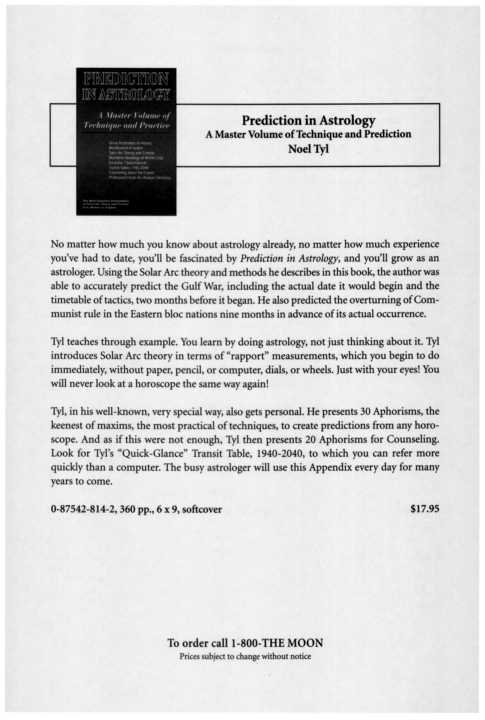 PREDICTION
IN ASTROLOGY
A Master Volume of
Technique and Practice
Prediction in Astrology
A Master Volume of Technique and Prediction
Noel Tyl
No matter how much you know about astrology already, no matter how much experience
you've had to date, you'll be fascinated by Prediction in Astrology, and you'll grow as an
astrologer. Using the Solar Arc theory and methods he describes in this book, the author was
able to accurately predict the Gulf War, including the actual date it would begin and the
timetable of tactics, two months before it began. He also predicted the overturning of Com-
munist rule in the Eastern bloc nations nine months in advance of its actual occurrence.
Tyl teaches through example. You learn by doing astrology, not just thinking about it. Tyl
introduces Solar Arc theory in terms of "rapport" measurements, which you begin to do
immediately, without paper, pencil, or computer, dials, or wheels. Just with your eyes! You
will never look at a horoscope the same way again!
Tyl, in his well-known, very special way, also gets personal. He presents 30 Aphorisms, the
keenest of maxims, the most practical of techniques, to create predictions from any horo-
scope. And as if this were not enough, Tyl then presents 20 Aphorisms for Counseling.
Look for Tyl's "Quick-Glance" Transit Table, 1940-2040, to which you can refer more
quickly than a computer. The busy astrologer will use this Appendix every day for many
years to come.
0-87542-814-2, 360 pp., 6 x 9, softcover $17.95
To order call 1-800-THE MOON
Prices subject to change without notice